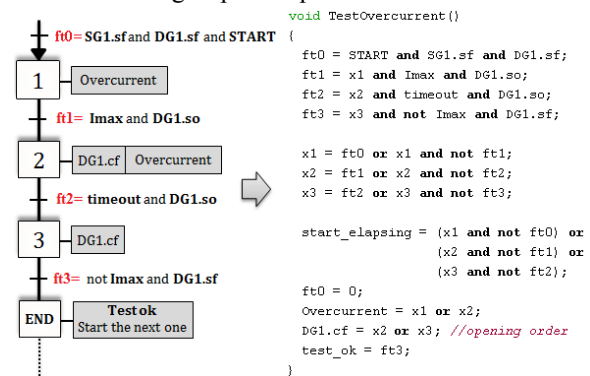 ft0= SG1.sf and DG1.sf and START
1
Overcurrent
ft1= Imax and DG1.so
2
DG1.cf
Overcurrent
ft2= timeout and DG1.so
3
DG1.cf
ft3= not Imax and DG1.sf
END
Test ok
Start the next one
void TestOvercurrent()
{
ft0 = START and SG1.sf and DG1.sf;
ft1 = x1 and Imax and DG1.so;
ft2 = x2 and timeout and DG1.so;
ft3 = x3 and not Imax and DG1.sf;
x1 = ft0 or x1 and not ft1;
x2 = ft1 or x2 and not ft2;
x3 = ft2 or x3 and not ft3;
start_elapsing = (x1 and not ft0) or
(x2 and not ft1) or
(x3 and not ft2);
ft0 = 0;
Overcurrent = x1 or x2;
DG1.cf = x2 or x3; //opening order
test_ok = ft3;
}